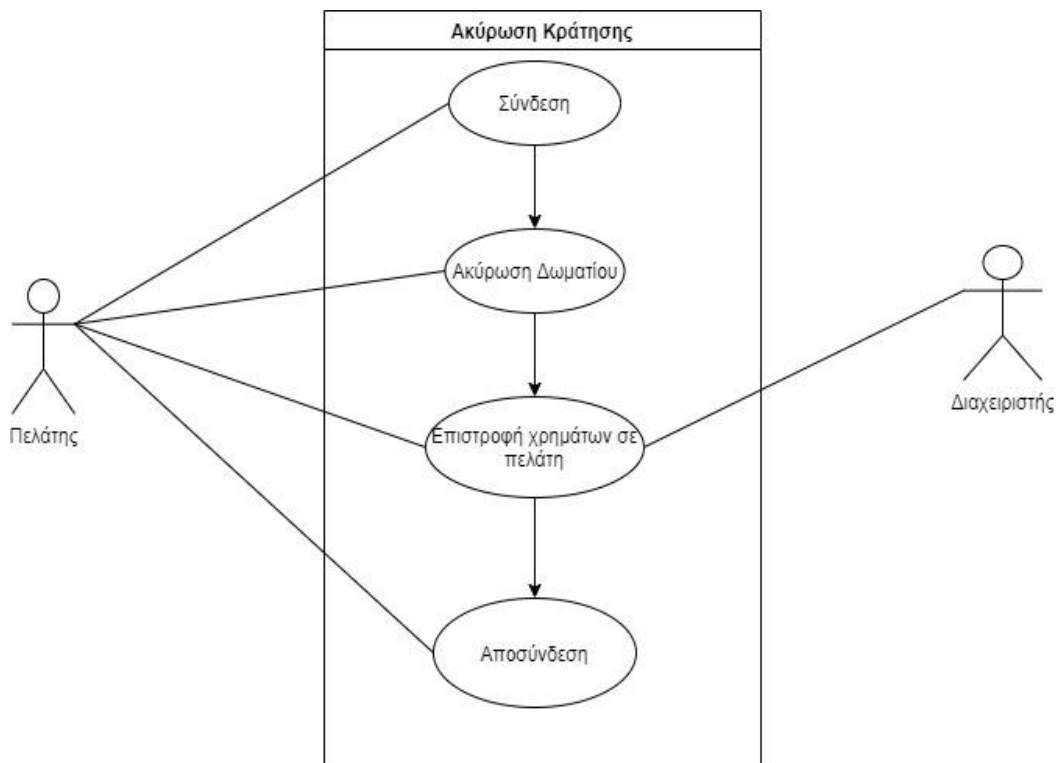 Ακύρωση Κράτησης
Σύνδεση
Ακύρωση Δωματίου
Πελάτης
Διαχειριστής
Επιστροφή χρημάτων σε
πελάτη
Αποσύνδεση